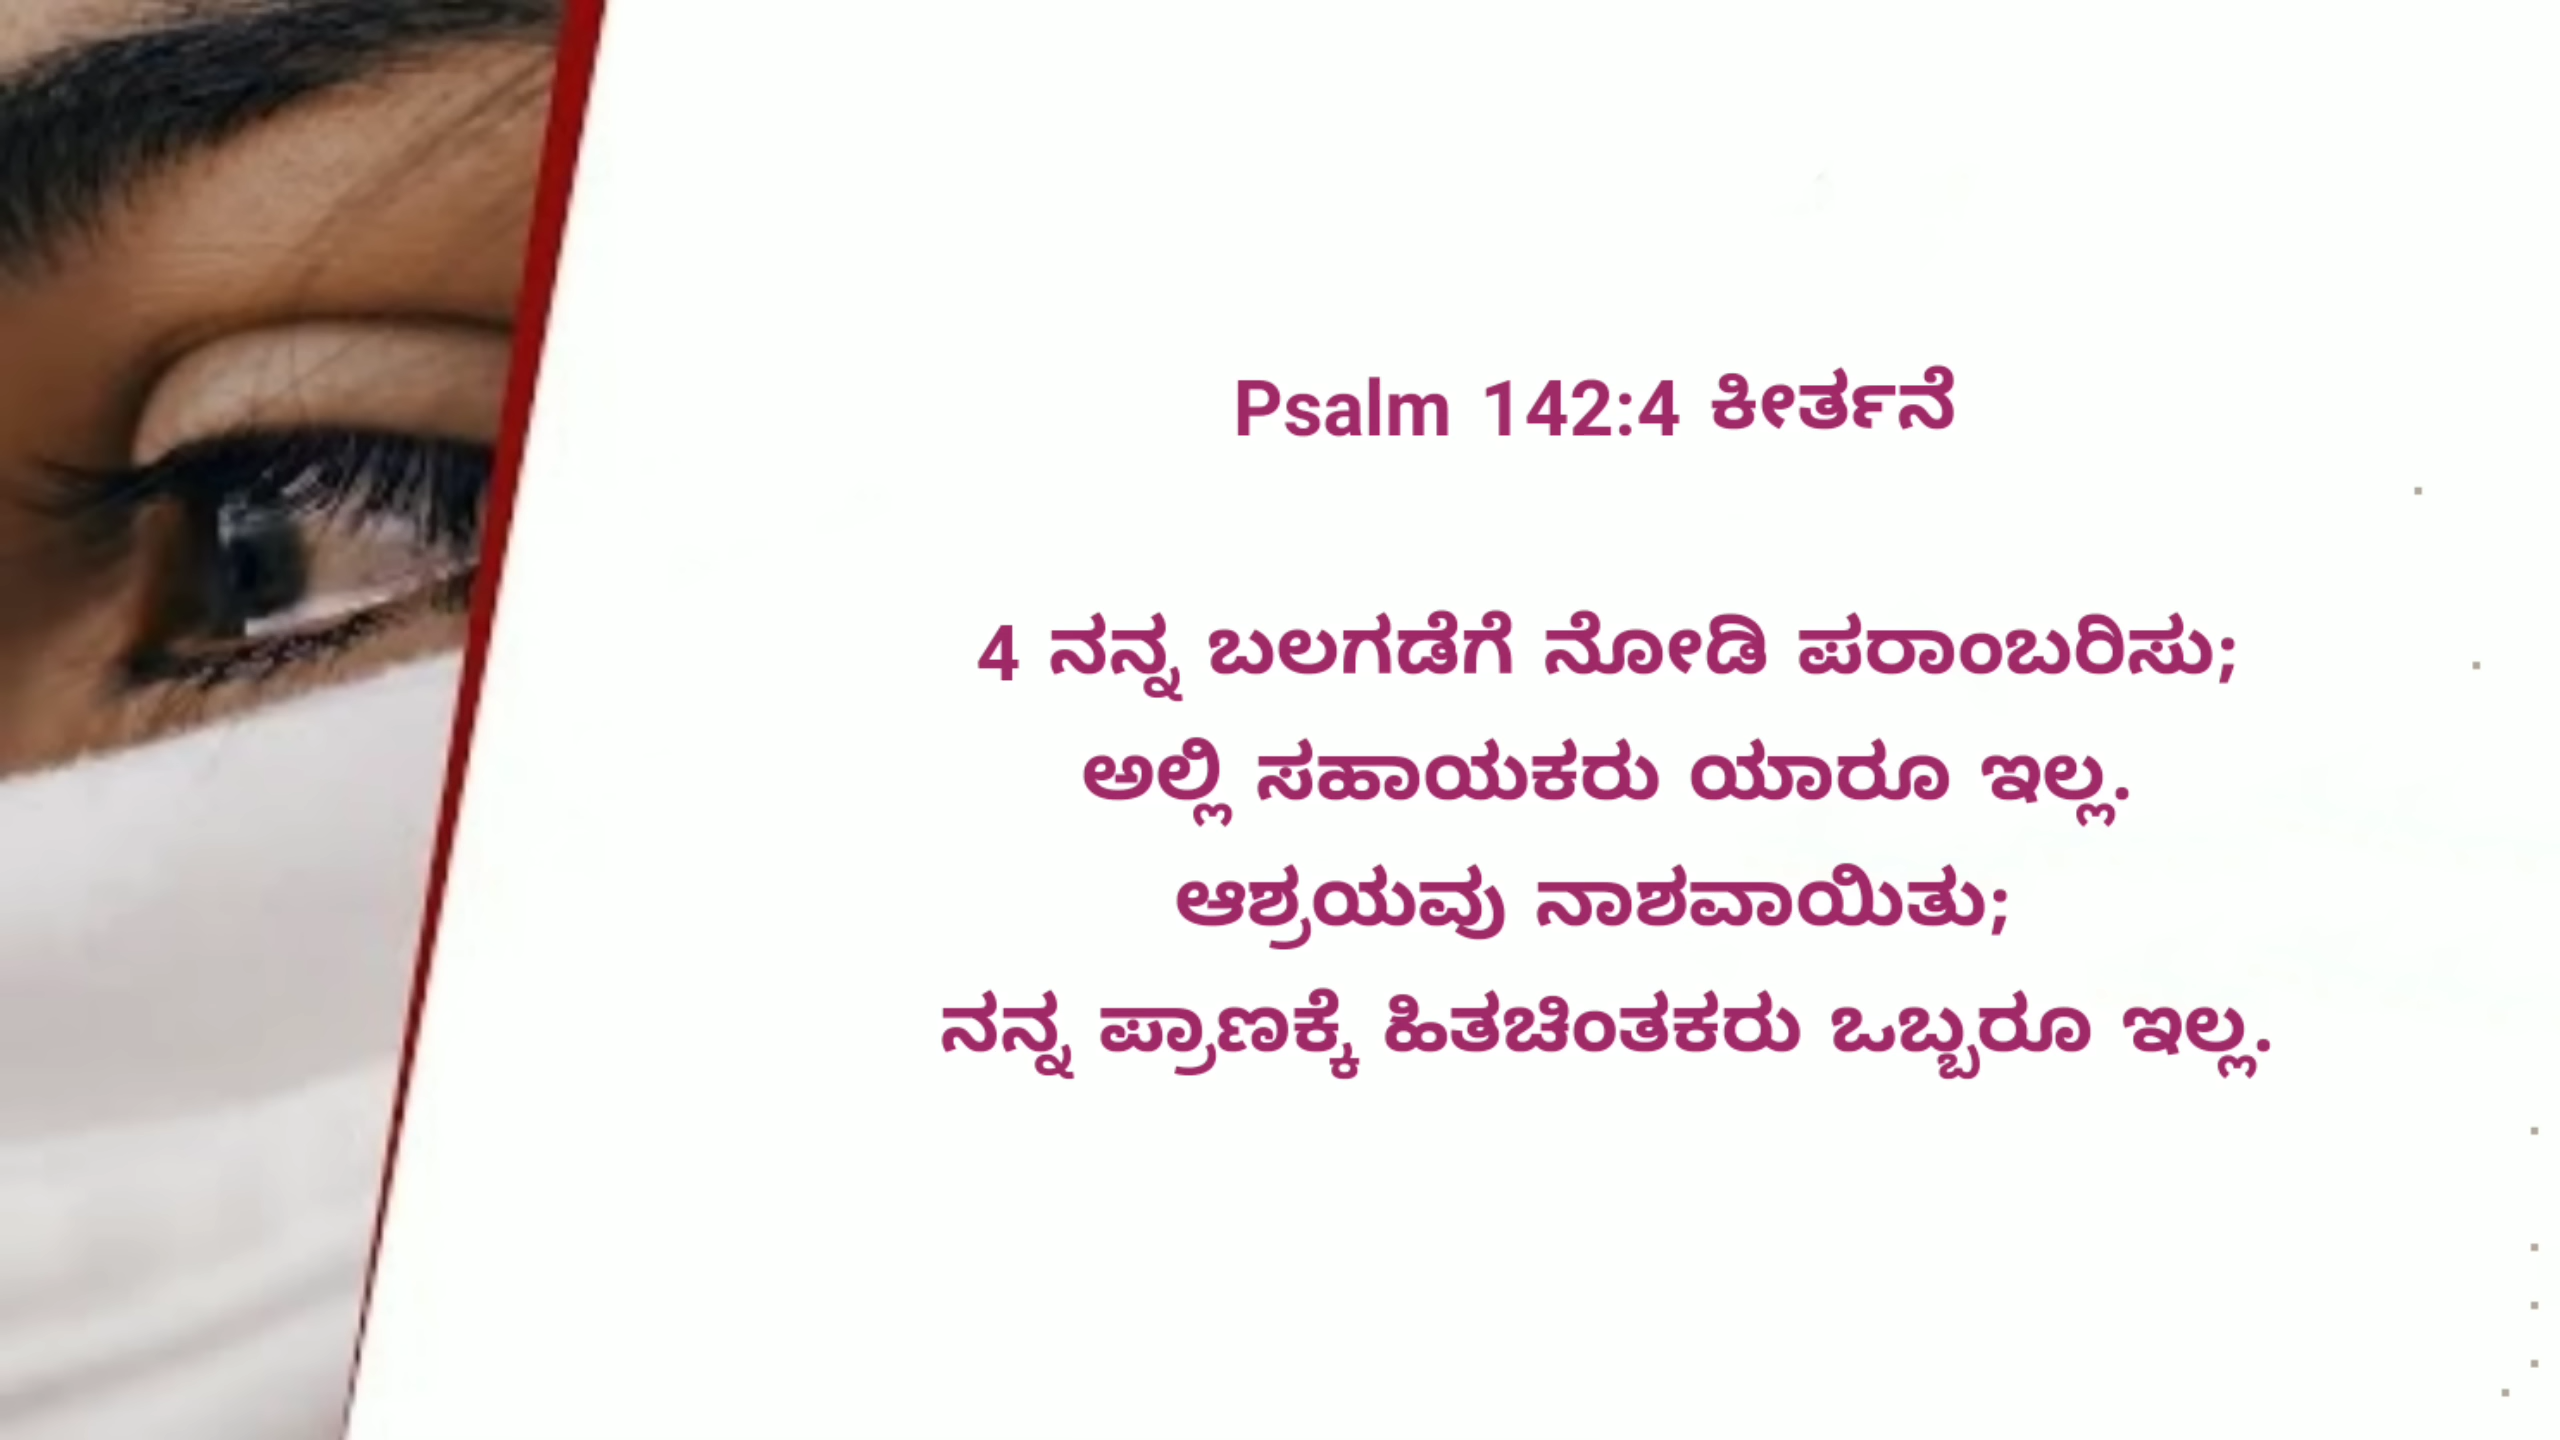 Psalm 142:4 ಕೀರ್ತನೆ
4 ನನ್ನ ಬಲಗಡೆಗೆ ನೋಡಿ ಪರಾಂಬರಿಸು;
ಅಲ್ಲಿ ಸಹಾಯಕರು ಯಾರೂ ಇಲ್ಲ.
ಆಶ್ರಯವು ನಾಶವಾಯಿತು;
ನನ್ನ ಪ್ರಾಣಕ್ಕೆ ಹಿತಚಿಂತಕರು ಒಬ್ಬರೂ ಇಲ್ಲ.